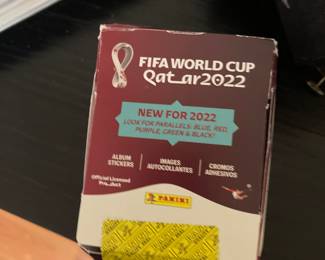 FIFA WORLD CUP
Qatar2022
NEW FOR 2022
LOOK FOR PARALLELS: BLUE, RED,
PURPLE, GREEN & BLACK!
ALBUM
STICKERS
IMAGES
AUTOCOLLANTES
CROMOS
ADHESIVOS
Official Licensed
Product
PANINI